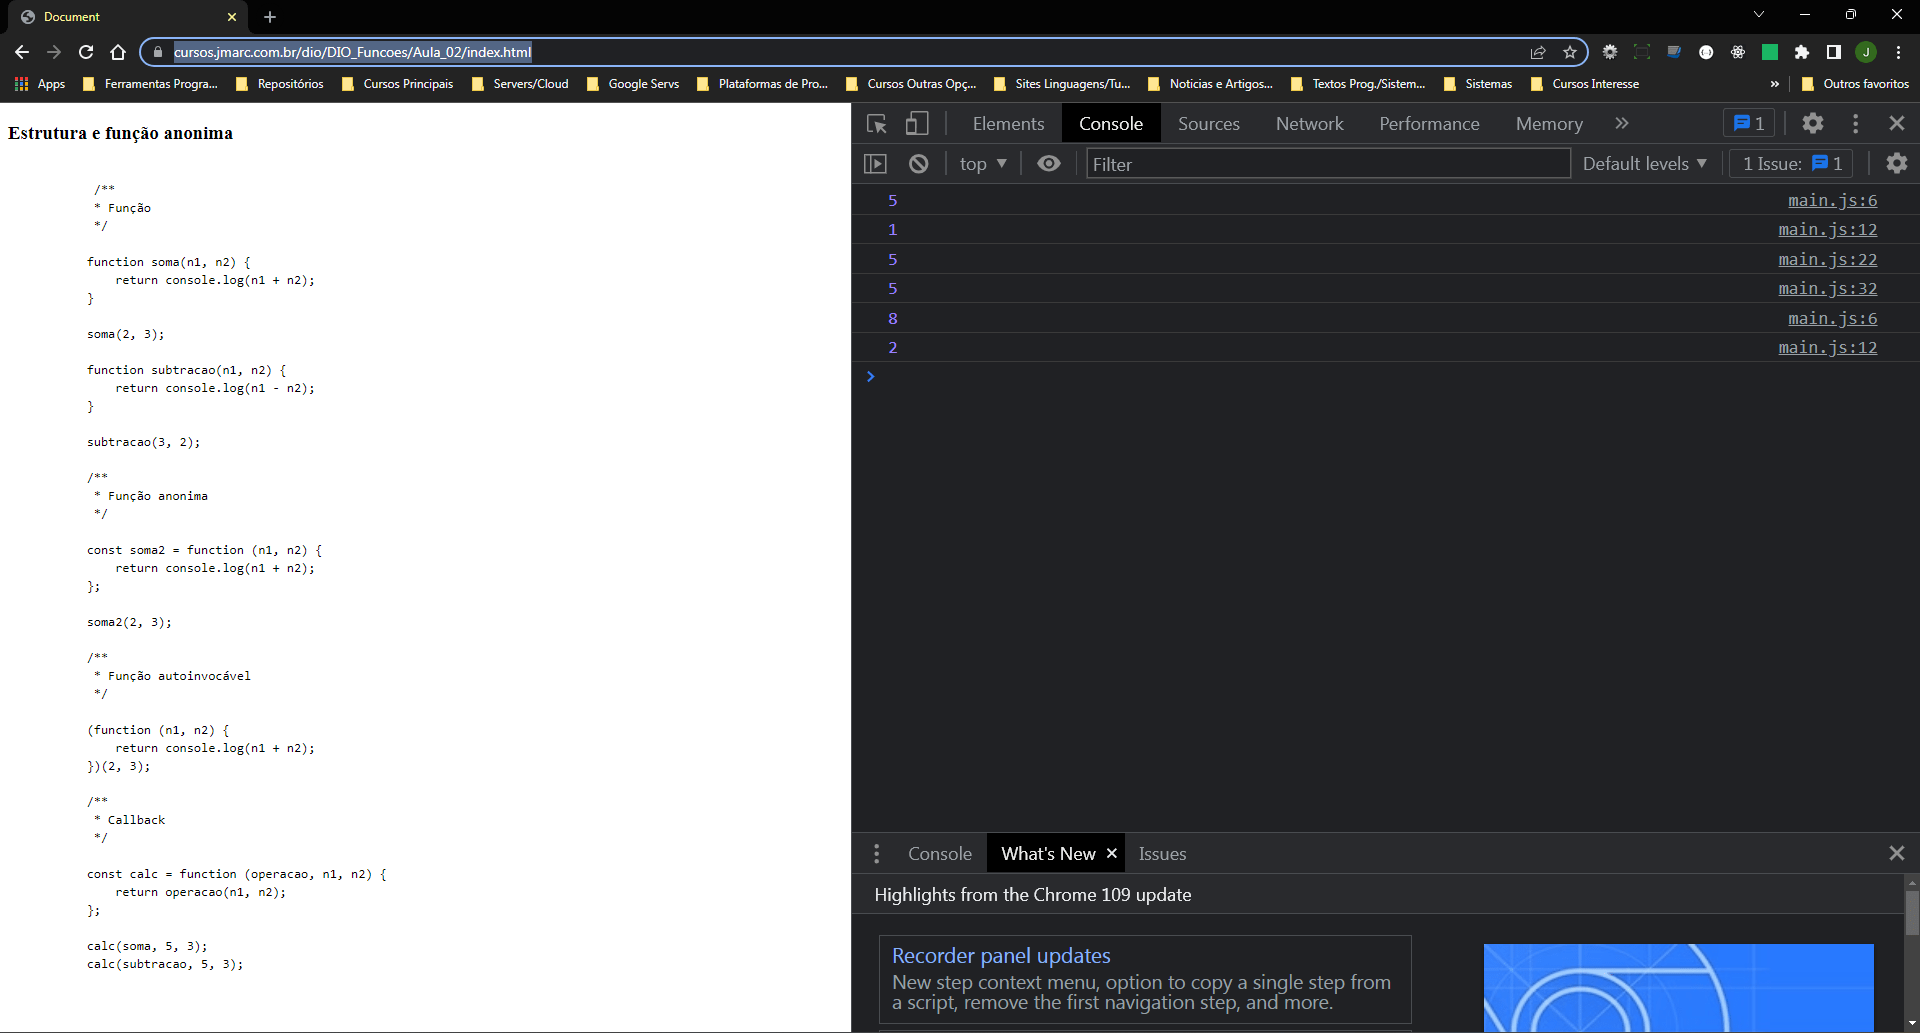 Document
cursos.jmarc.com.br/dio/DIO_Funcoes/Aula_02/index.html
J
Apps
Ferramentas Progra...
Repositórios
Cursos Principais
Servers/Cloud
Google Servs
Plataformas de Pro...
Cursos Outras Opç...
Sites Linguagens/Tu...
Noticias e Artigos...
Textos Prog./Sistem...
Sistemas
Cursos Interesse
»
Outros favoritos
Estrutura e função anonima
/**
* Função
*/
function soma(n1, n2) {
return console.log(n1 + n2);
}
soma(2, 3);
function subtracao(n1, n2) {
return console.log(n1 - n2);
}
subtracao(3, 2);
/**
* Função anonima
*/
const soma2 = function (n1, n2) {
return console.log(n1 + n2);
};
soma2(2, 3);
/**
* Função autoinvocável
*/
(function (n1, n2) {
return console.log(n1 + n2);
})(2, 3);
/**
* Callback
*/
const calc = function (operacao, n1, n2) {
return operacao(n1, n2);
};
calc(soma, 5, 3);
calc(subtracao, 5, 3);
Elements
Console
Sources
Network
Performance
Memory
»
1
top
Filter
Default levels
1 Issue: 1
5 main.js:6
1 main.js:12
5 main.js:22
5 main.js:32
8 main.js:6
2 main.js:12
Console
What's New
Issues
Highlights from the Chrome 109 update
Recorder panel updates
New step context menu, option to copy a single step from
a script, remove the first navigation step, and more.